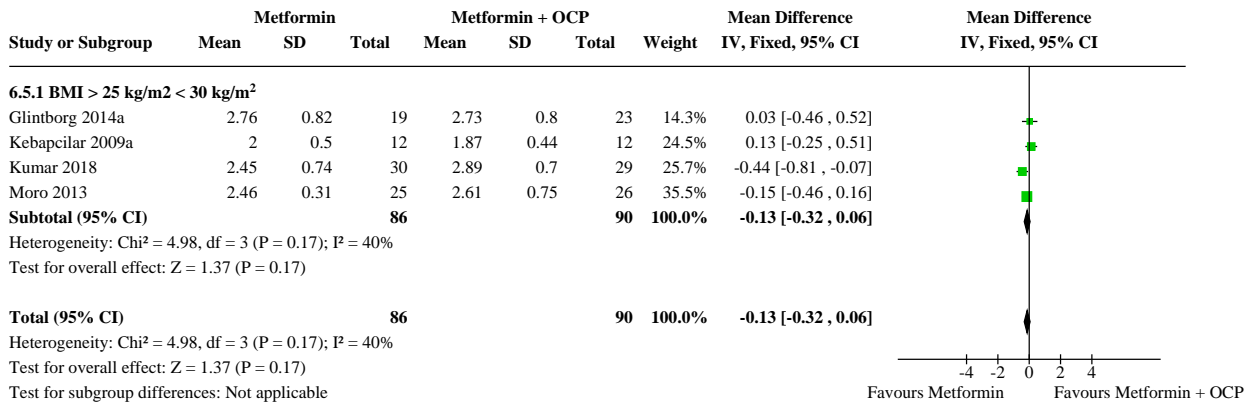 Metformin Metformin + OCP Mean Difference Mean Difference
Study or Subgroup Mean SD Total Mean SD Total Weight IV, Fixed, 95% CI IV, Fixed, 95% CI
6.5.1 BMI > 25 kg/m2 < 30 kg/m²
Glintborg 2014a 2.76 0.82 19 2.73 0.8 23 14.3% 0.03 [-0.46 , 0.52]
Kebapcilar 2009a 2 0.5 12 1.87 0.44 12 24.5% 0.13 [-0.25 , 0.51]
Kumar 2018 2.45 0.74 30 2.89 0.7 29 25.7% -0.44 [-0.81 , -0.07]
Moro 2013 2.46 0.31 25 2.61 0.75 26 35.5% -0.15 [-0.46 , 0.16]
Subtotal (95% CI) 86 90 100.0% -0.13 [-0.32 , 0.06]
Heterogeneity: Chi² = 4.98, df = 3 (P = 0.17); I² = 40%
Test for overall effect: Z = 1.37 (P = 0.17)
Total (95% CI) 86 90 100.0% -0.13 [-0.32 , 0.06]
Heterogeneity: Chi² = 4.98, df = 3 (P = 0.17); I² = 40%
Test for overall effect: Z = 1.37 (P = 0.17) -4 -2 0 2 4
Test for subgroup differences: Not applicable Favours Metformin Favours Metformin + OCP